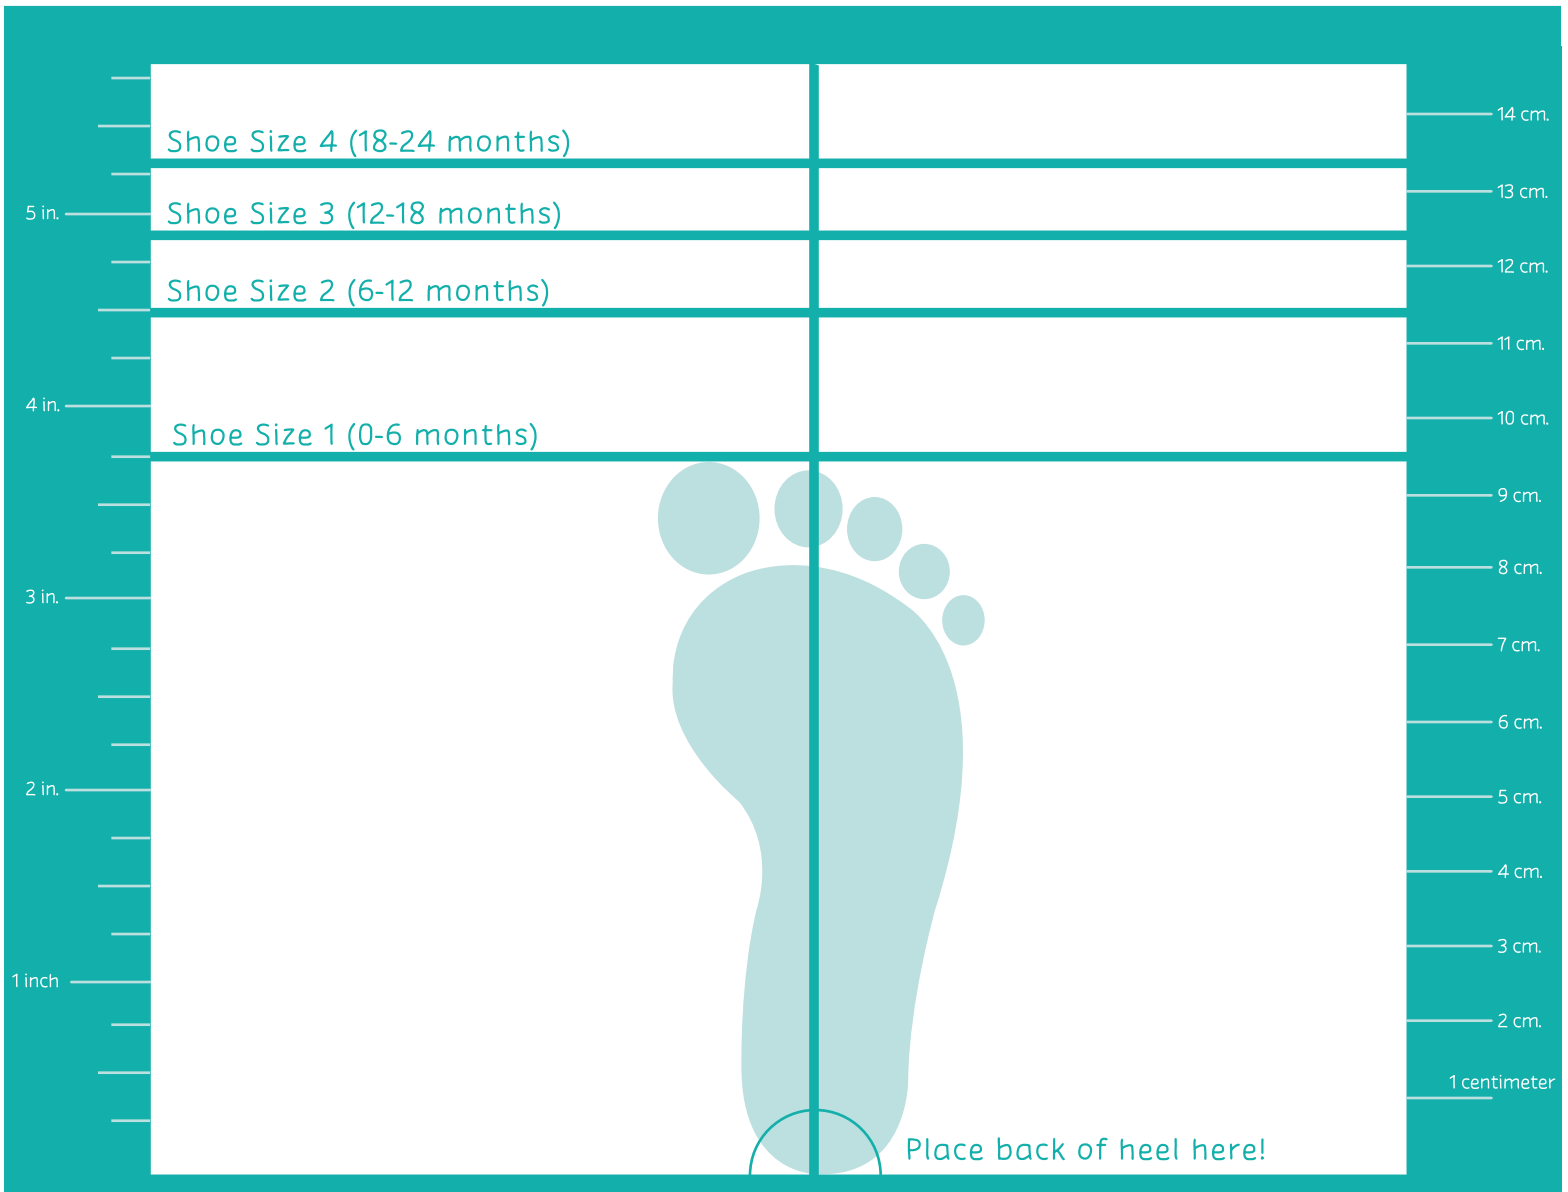 14 cm.
Shoe Size 4 (18-24 months)
13 cm.
5 in.
Shoe Size 3 (12-18 months)
12 cm.
Shoe Size 2 (6-12 months)
11 cm.
4 in.
10 cm.
Shoe Size 1 (0-6 months)
9 cm.
8 cm.
3 in.
7 cm.
6 cm.
2 in.
5 cm.
4 cm.
3 cm.
1 inch
2 cm.
1 centimeter
Place back of heel here!